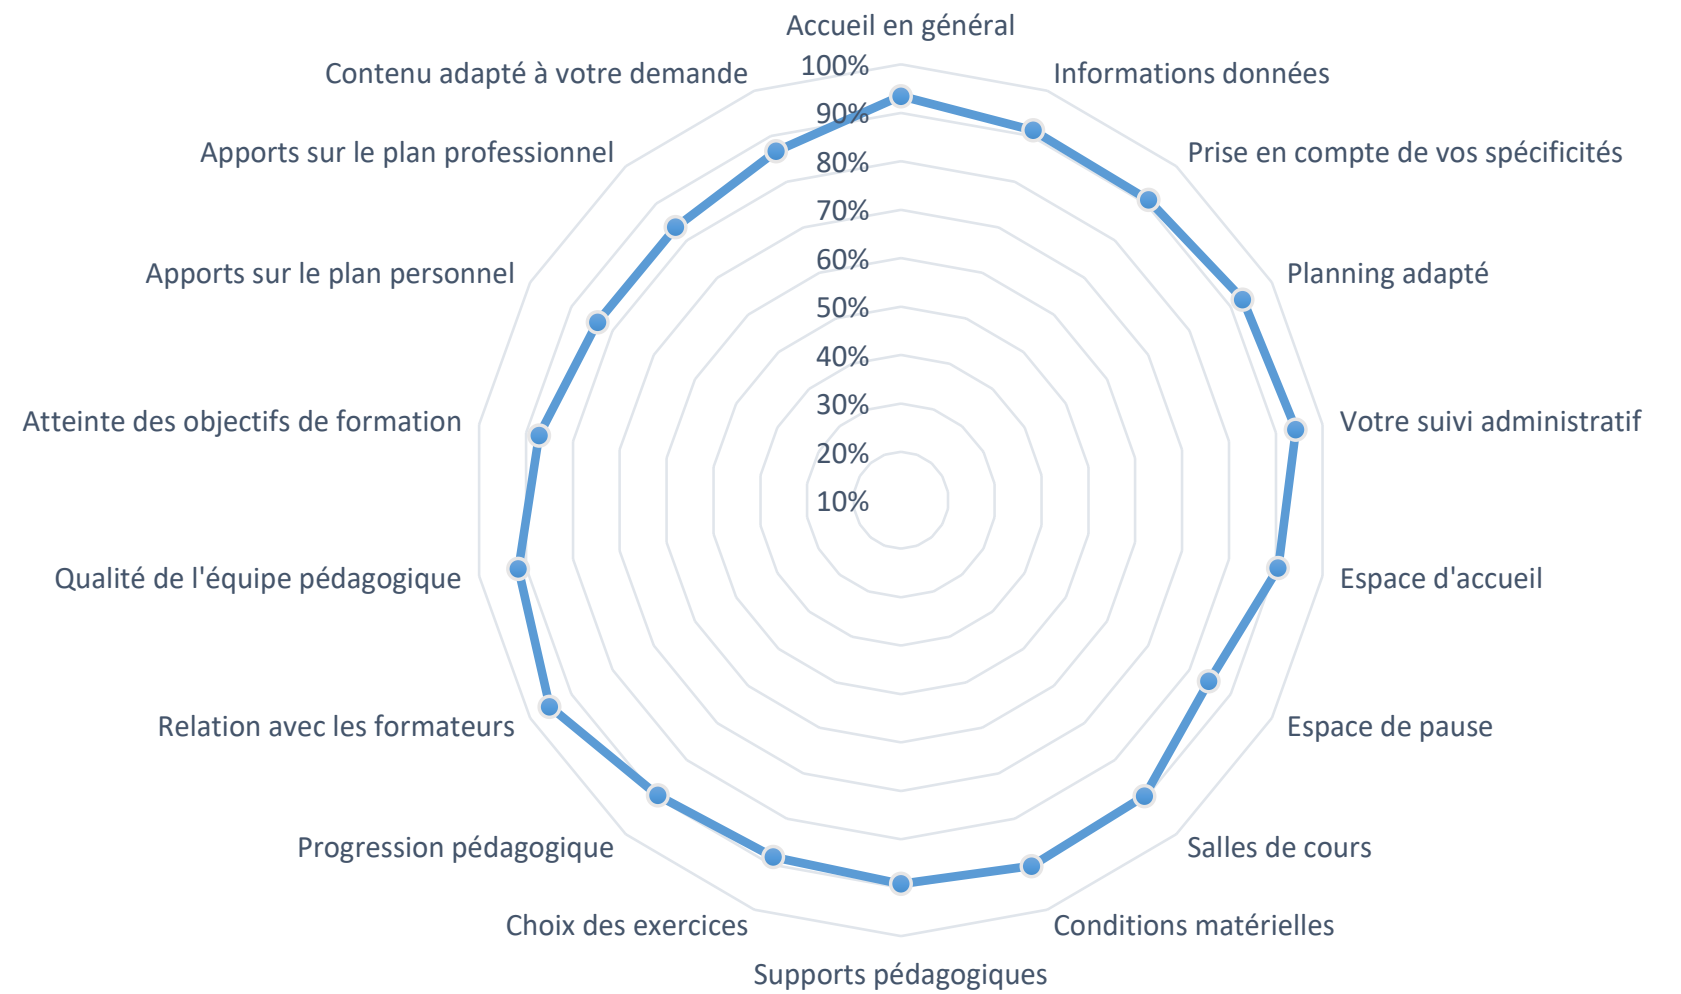 Accueil en général
Informations données
Prise en compte de vos spécificités
Planning adapté
Votre suivi administratif
Espace d'accueil
Espace de pause
Salles de cours
Conditions matérielles
Supports pédagogiques
Choix des exercices
Progression pédagogique
Relation avec les formateurs
Qualité de l'équipe pédagogique
Atteinte des objectifs de formation
Apports sur le plan personnel
Apports sur le plan professionnel
Contenu adapté à votre demande
100%
90%
80%
70%
60%
50%
40%
30%
20%
10%